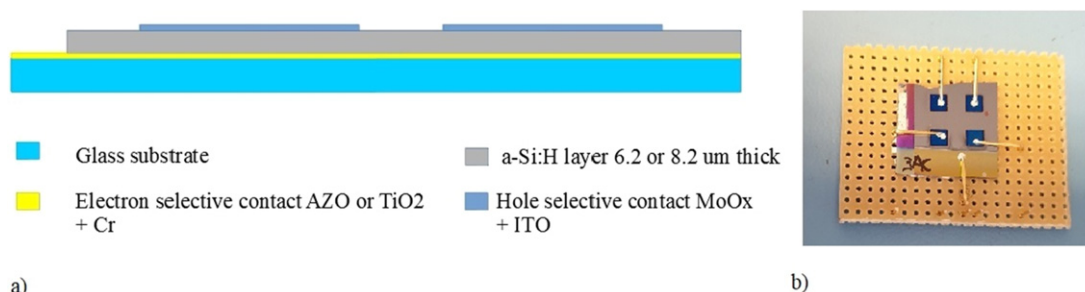 Glass substrate
a-Si:H layer 6.2 or 8.2 um thick
Electron selective contact AZO or TiO2
+ Cr
Hole selective contact MoOx
+ ITO
3AC
a)
b)